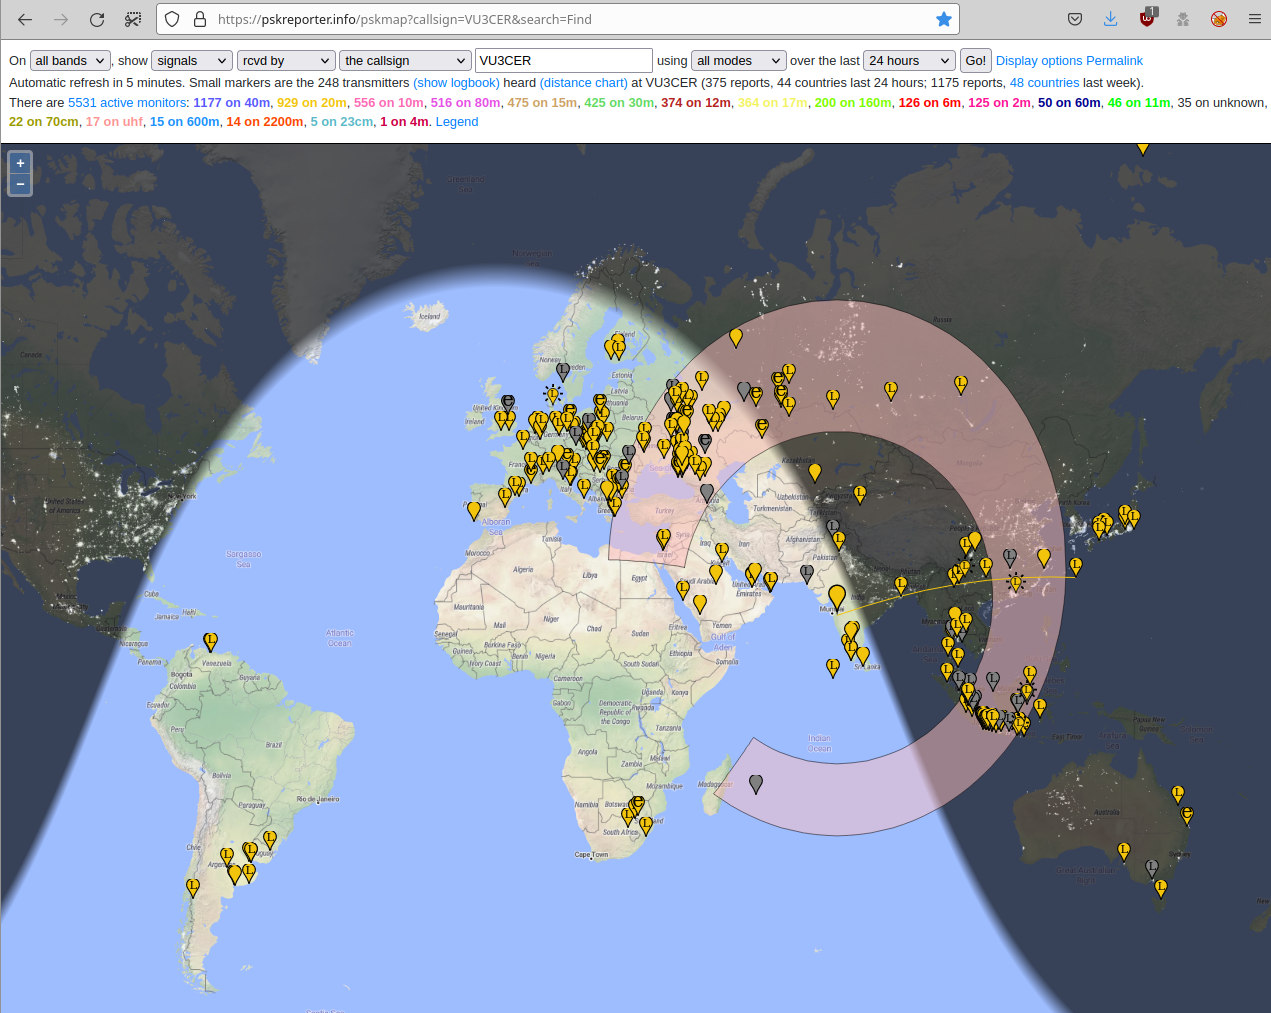 https://pskreporter.info/pskmap?callsign=VU3CER&search=Find
1
On all bands , show signals rcvd by the callsign VU3CER using all modes over the last 24 hours Go! Display options Permalink
Automatic refresh in 5 minutes. Small markers are the 248 transmitters (show logbook) heard (distance chart) at VU3CER (375 reports, 44 countries last 24 hours; 1175 reports, 48 countries last week).
There are 5531 active monitors: 1177 on 40m, 929 on 20m, 556 on 10m, 516 on 80m, 475 on 15m, 425 on 30m, 374 on 12m, 364 on 17m, 200 on 160m, 126 on 6m, 125 on 2m, 50 on 60m, 46 on 11m, 35 on unknown,
22 on 70cm, 17 on uhf, 15 on 600m, 14 on 2200m, 5 on 23cm, 1 on 4m. Legend
+
−
Greenland Sea
Norwegian
Iceland
Russia
Finland
Norway
Sweden
Canada
Estonia
Latvia
United
Ireland
Belarus
Germany
Kazakhstan
Mongolia
France
Italy
Uzbekistan
New York
United States of America
Turkmenistan
Turkey
Alboran Sea
Tunisia
Syria
Afghanistan
Morocco
Iraq
Iran
Sargasso Sea
Algeria
Libya
Egypt
Pakistan
Saudi Arabia
United Arab Emirates
Mexico
Cuba
Jamaica
Haiti
Mauritania
Mali
Niger
Chad
Sudan
Eritrea
Yemen
Mumbai
Gulf of Aden
Nicaragua
Atlantic Ocean
Senegal
Guinea
Burkina Faso
Benin
Nigeria
Ivory Coast
Ethiopia
Somalia
Sri Lanka
Panama
Venezuela
South Sudan
Bogota
Colombia
Guyana
Cameroon
Uganda
Kenya
Ecuador
Gabon
Democratic Republic of the Congo
Rwanda
Peru
Brazil
Tanzania
Papua New Guinea
Solomon Sea
Indian Ocean
East Timor
Arafura Sea
Angola
Zambia
Malawi
Bolivia
Mozambique
Madagascar
Namibia
Botswana
Rio de Janeiro
Paraguay
Australia
South Africa
Chile
Cape Town
Sydney
Great Australian Bight